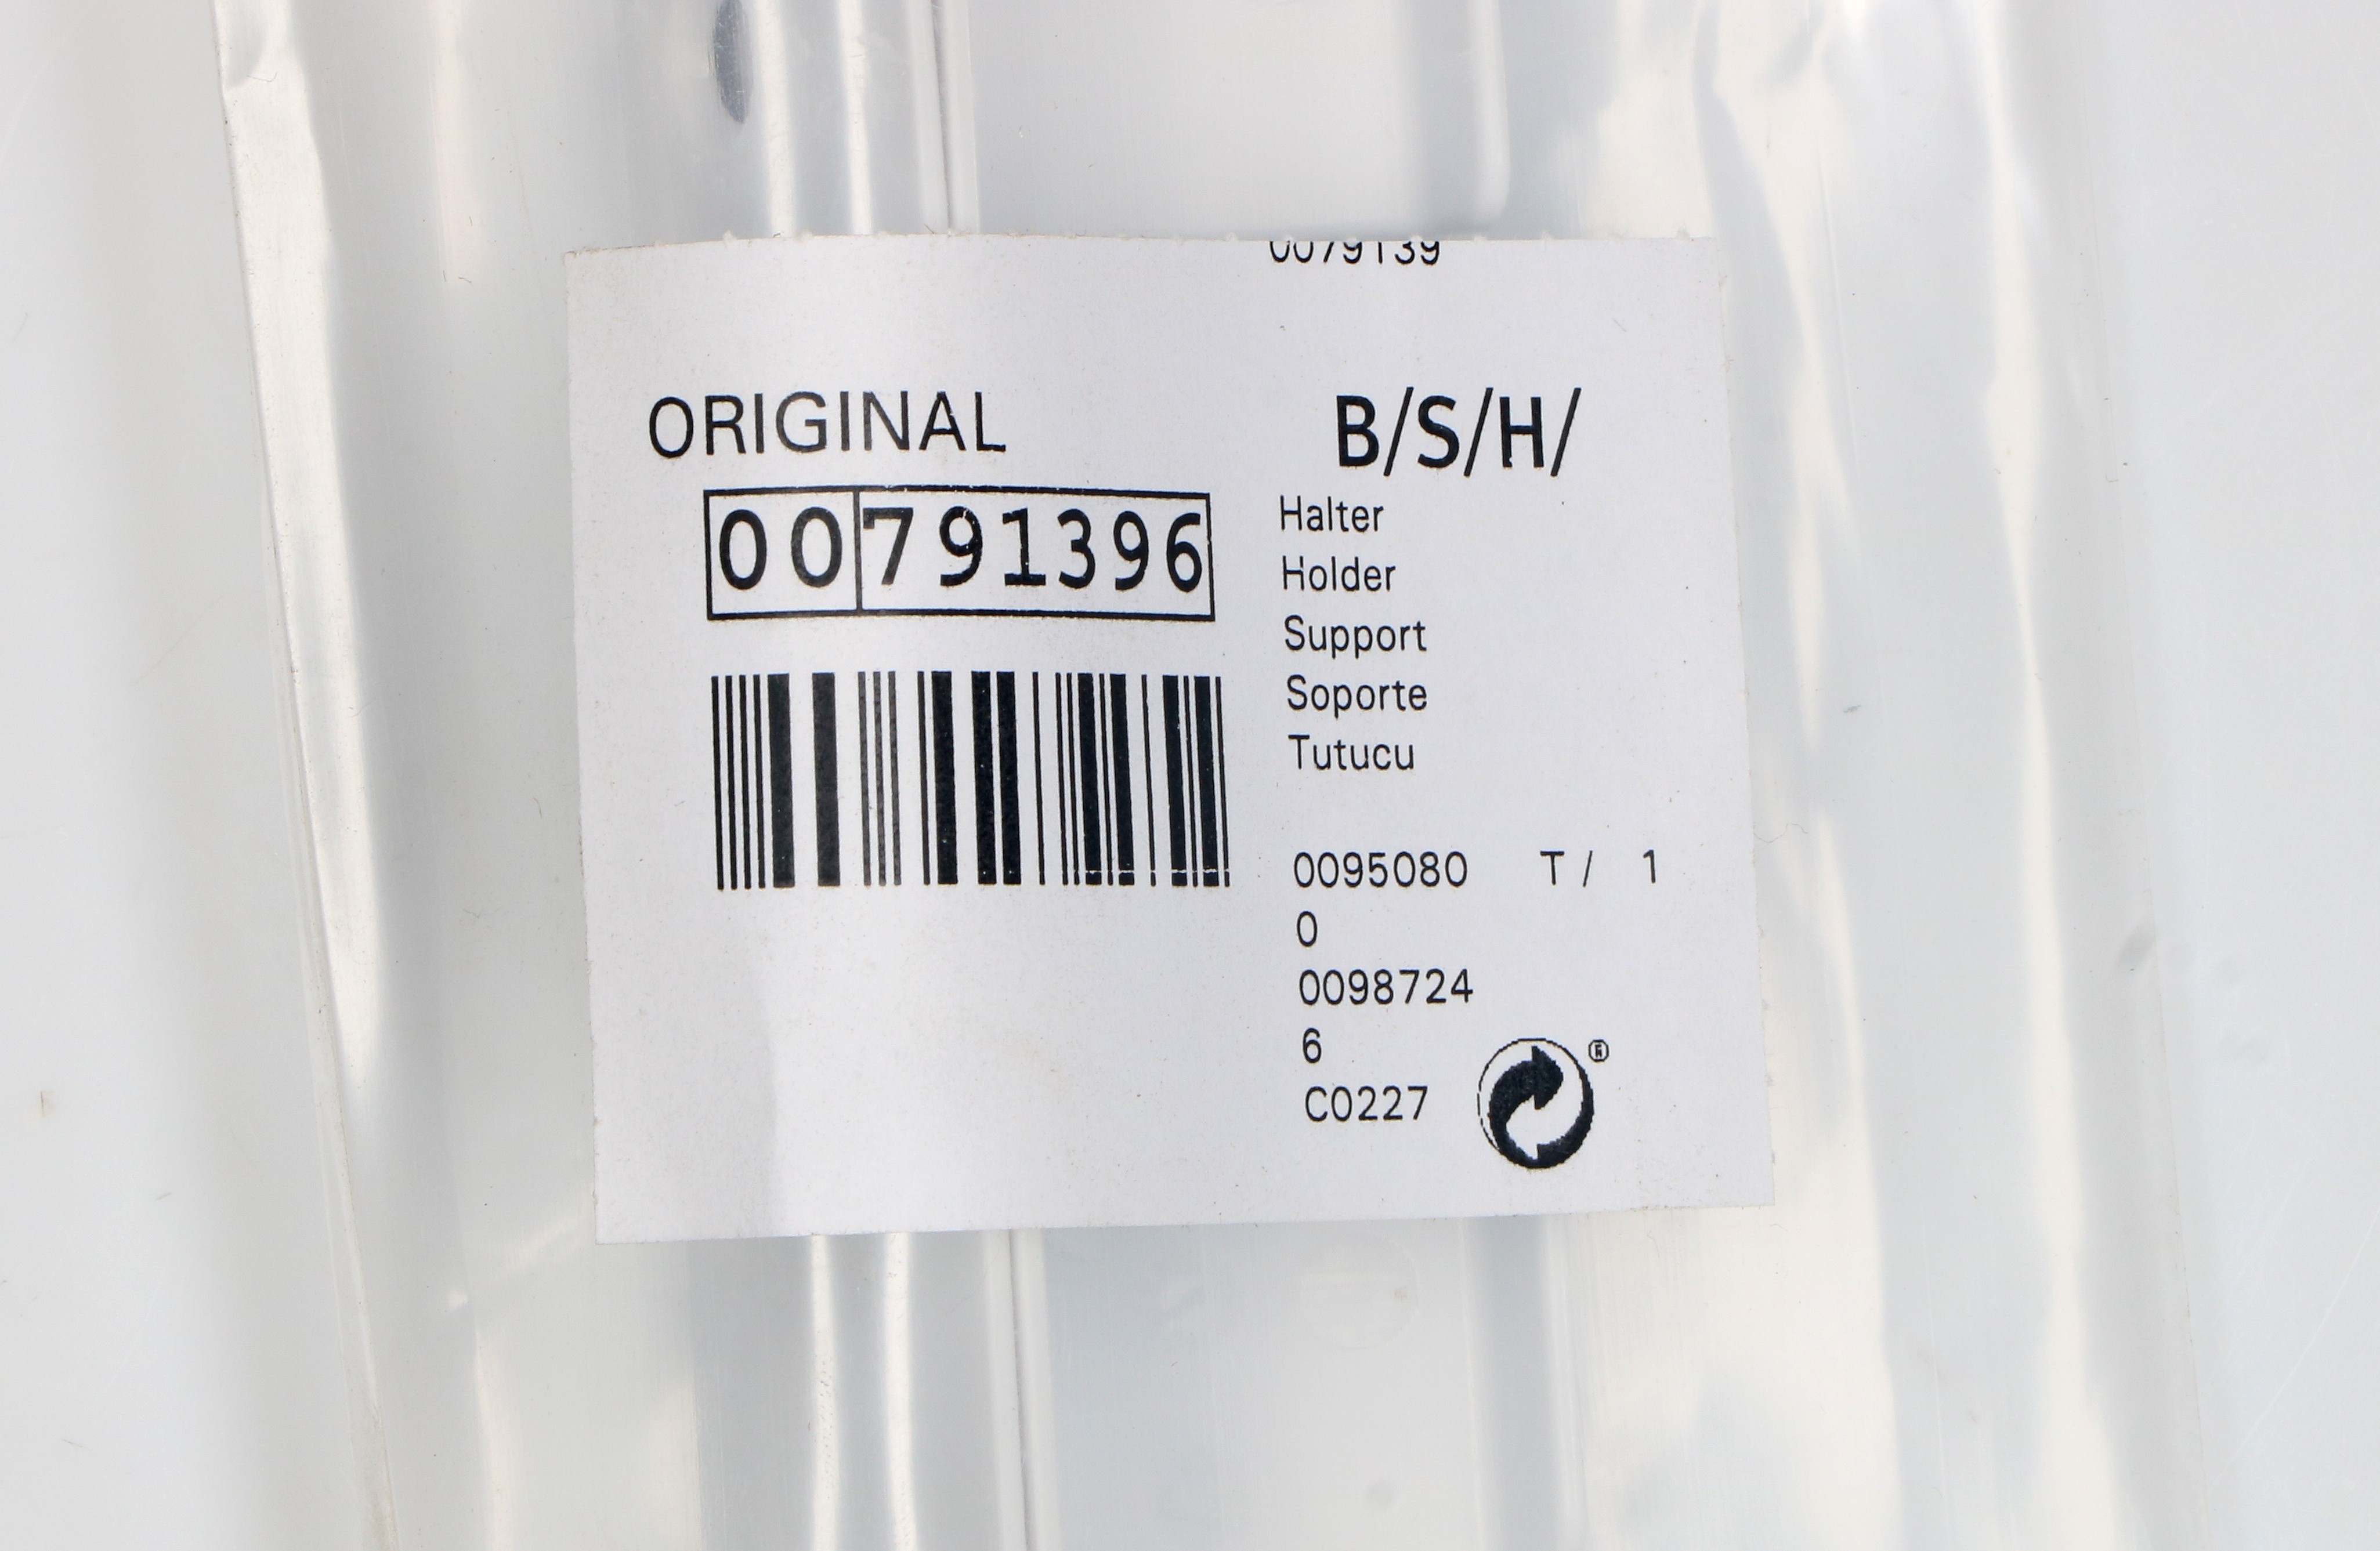 0079139
ORIGINAL
B/S/H/
00791396
Halter
Holder
Support
Soporte
Tutucu
0095080 T / 1
0
0098724
6
C0227
®